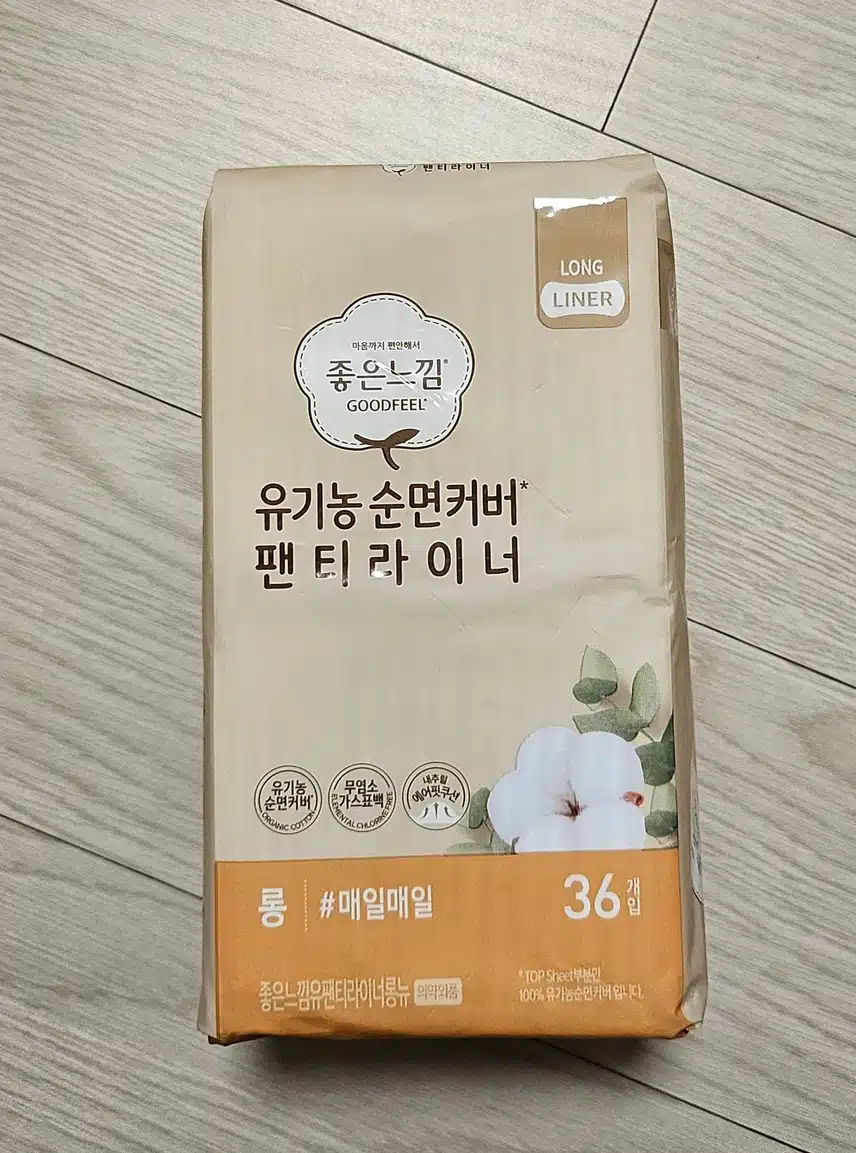 팬티라이너
LONG
LINER
마음까지 편안해서
좋은느낌®
GOODFEEL®
유기농 순면커버*
팬티라이너
유기농
순면커버*
ORGANIC COTTON
무염소
가스표백
ELEMENTAL CHLORINE FREE
내추럴
에어핏쿠션
롱 #매일매일
36개입
좋은느낌유팬티라이너롱뉴 의약외품
*TOP Sheet부분만
100% 유기농순면커버 입니다.